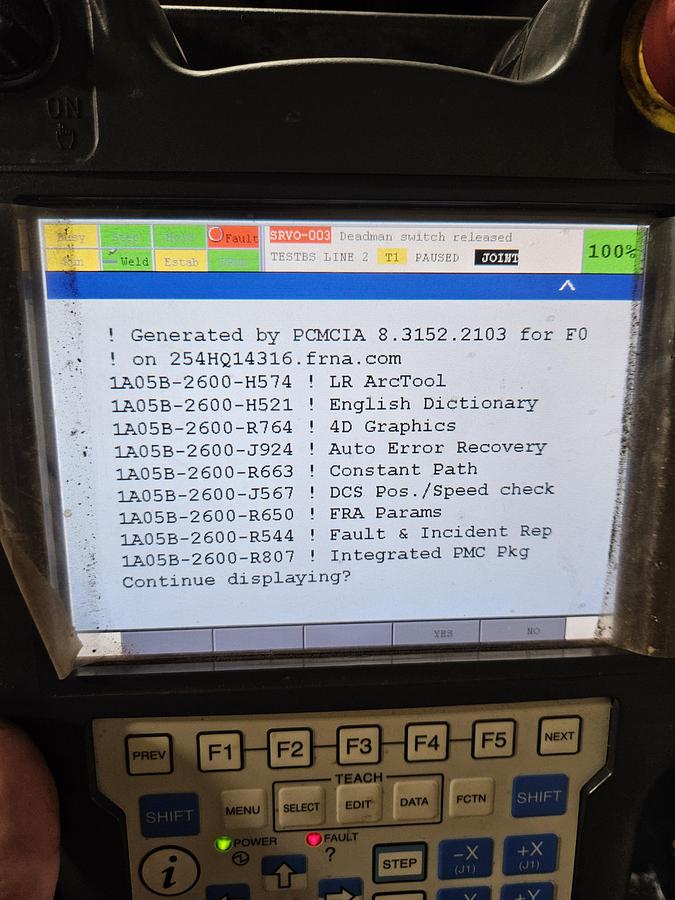 ON
Busy Step Hold Fault SRVO-003 Deadman switch released
Run Weld Estab TESTBS LINE 2 T1 PAUSED JOINT 100%
! Generated by PCMCIA 8.3152.2103 for F0
! on 254HQ14316.frna.com
1A05B-2600-H574 ! LR ArcTool
1A05B-2600-H521 ! English Dictionary
1A05B-2600-R764 ! 4D Graphics
1A05B-2600-J924 ! Auto Error Recovery
1A05B-2600-R663 ! Constant Path
1A05B-2600-J567 ! DCS Pos./Speed check
1A05B-2600-R650 ! FRA Params
1A05B-2600-R544 ! Fault & Incident Rep
1A05B-2600-R807 ! Integrated PMC Pkg
Continue displaying?
YES NO
PREV F1 F2 F3 F4 F5 NEXT
TEACH
SHIFT MENU SELECT EDIT DATA FCTN SHIFT
POWER FAULT
i ? STEP -X (J1) +X (J1)